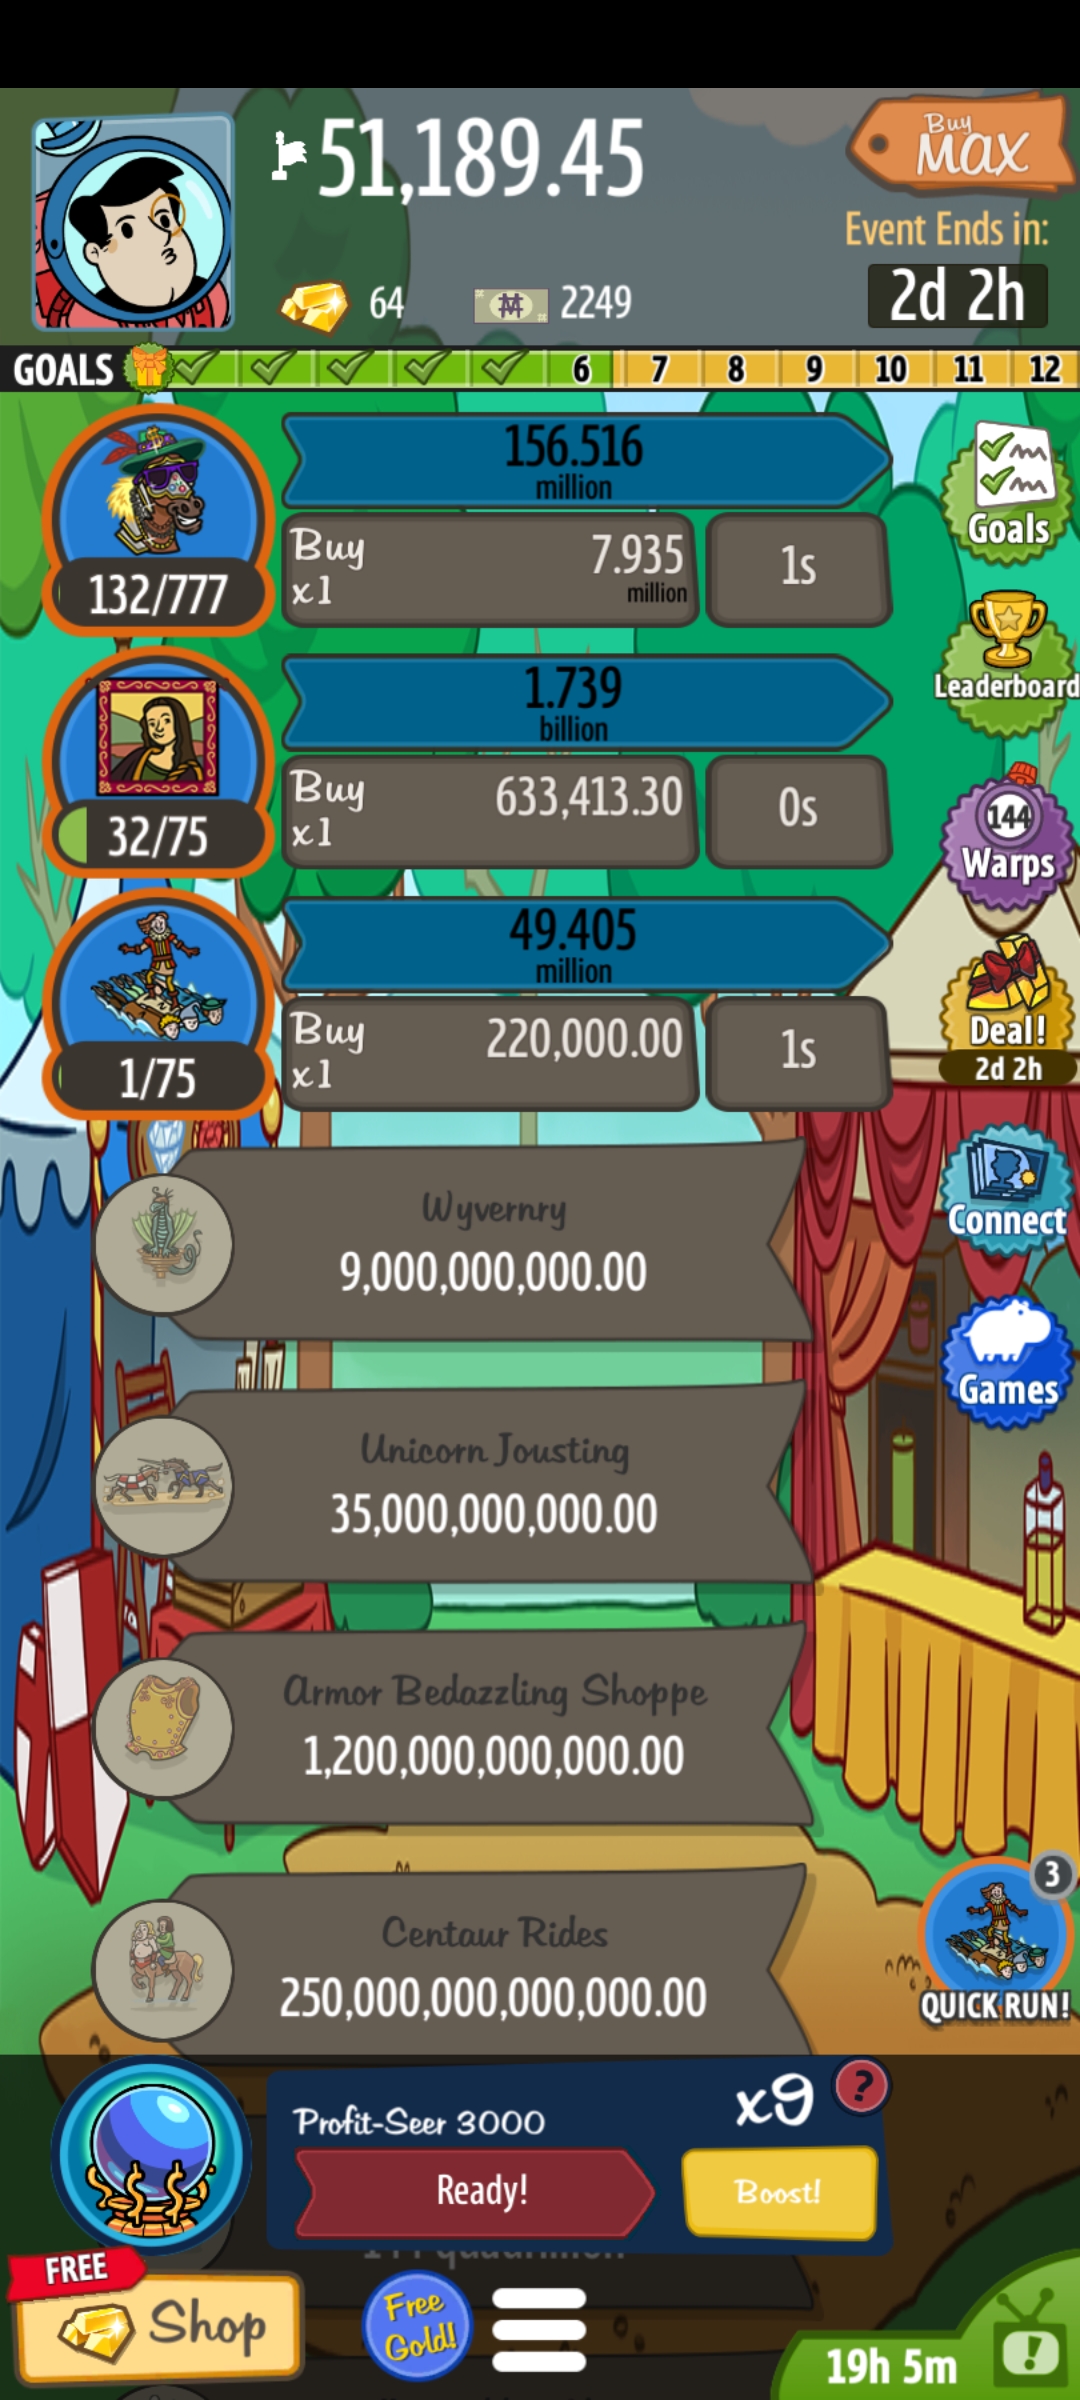 51,189.45
Buy
MAX
Event Ends in:
2d 2h
64
2249
GOALS 6 7 8 9 10 11 12
156.516
million
132/777
Buy
x1
7.935
million
1s
Goals
1.739
billion
32/75
Buy
x1
633,413.30
0s
Leaderboard
144
Warps
49.405
million
1/75
Buy
x1
220,000.00
1s
Deal!
2d 2h
Wyvernry
9,000,000,000.00
Connect
Unicorn Jousting
35,000,000,000.00
Games
Armor Bedazzling Shoppe
1,200,000,000,000.00
Centaur Rides
250,000,000,000,000.00
3
QUICK RUN!
Profit-Seer 3000
x9
?
Ready!
Boost!
FREE
Shop
Free
Gold!
19h 5m
!